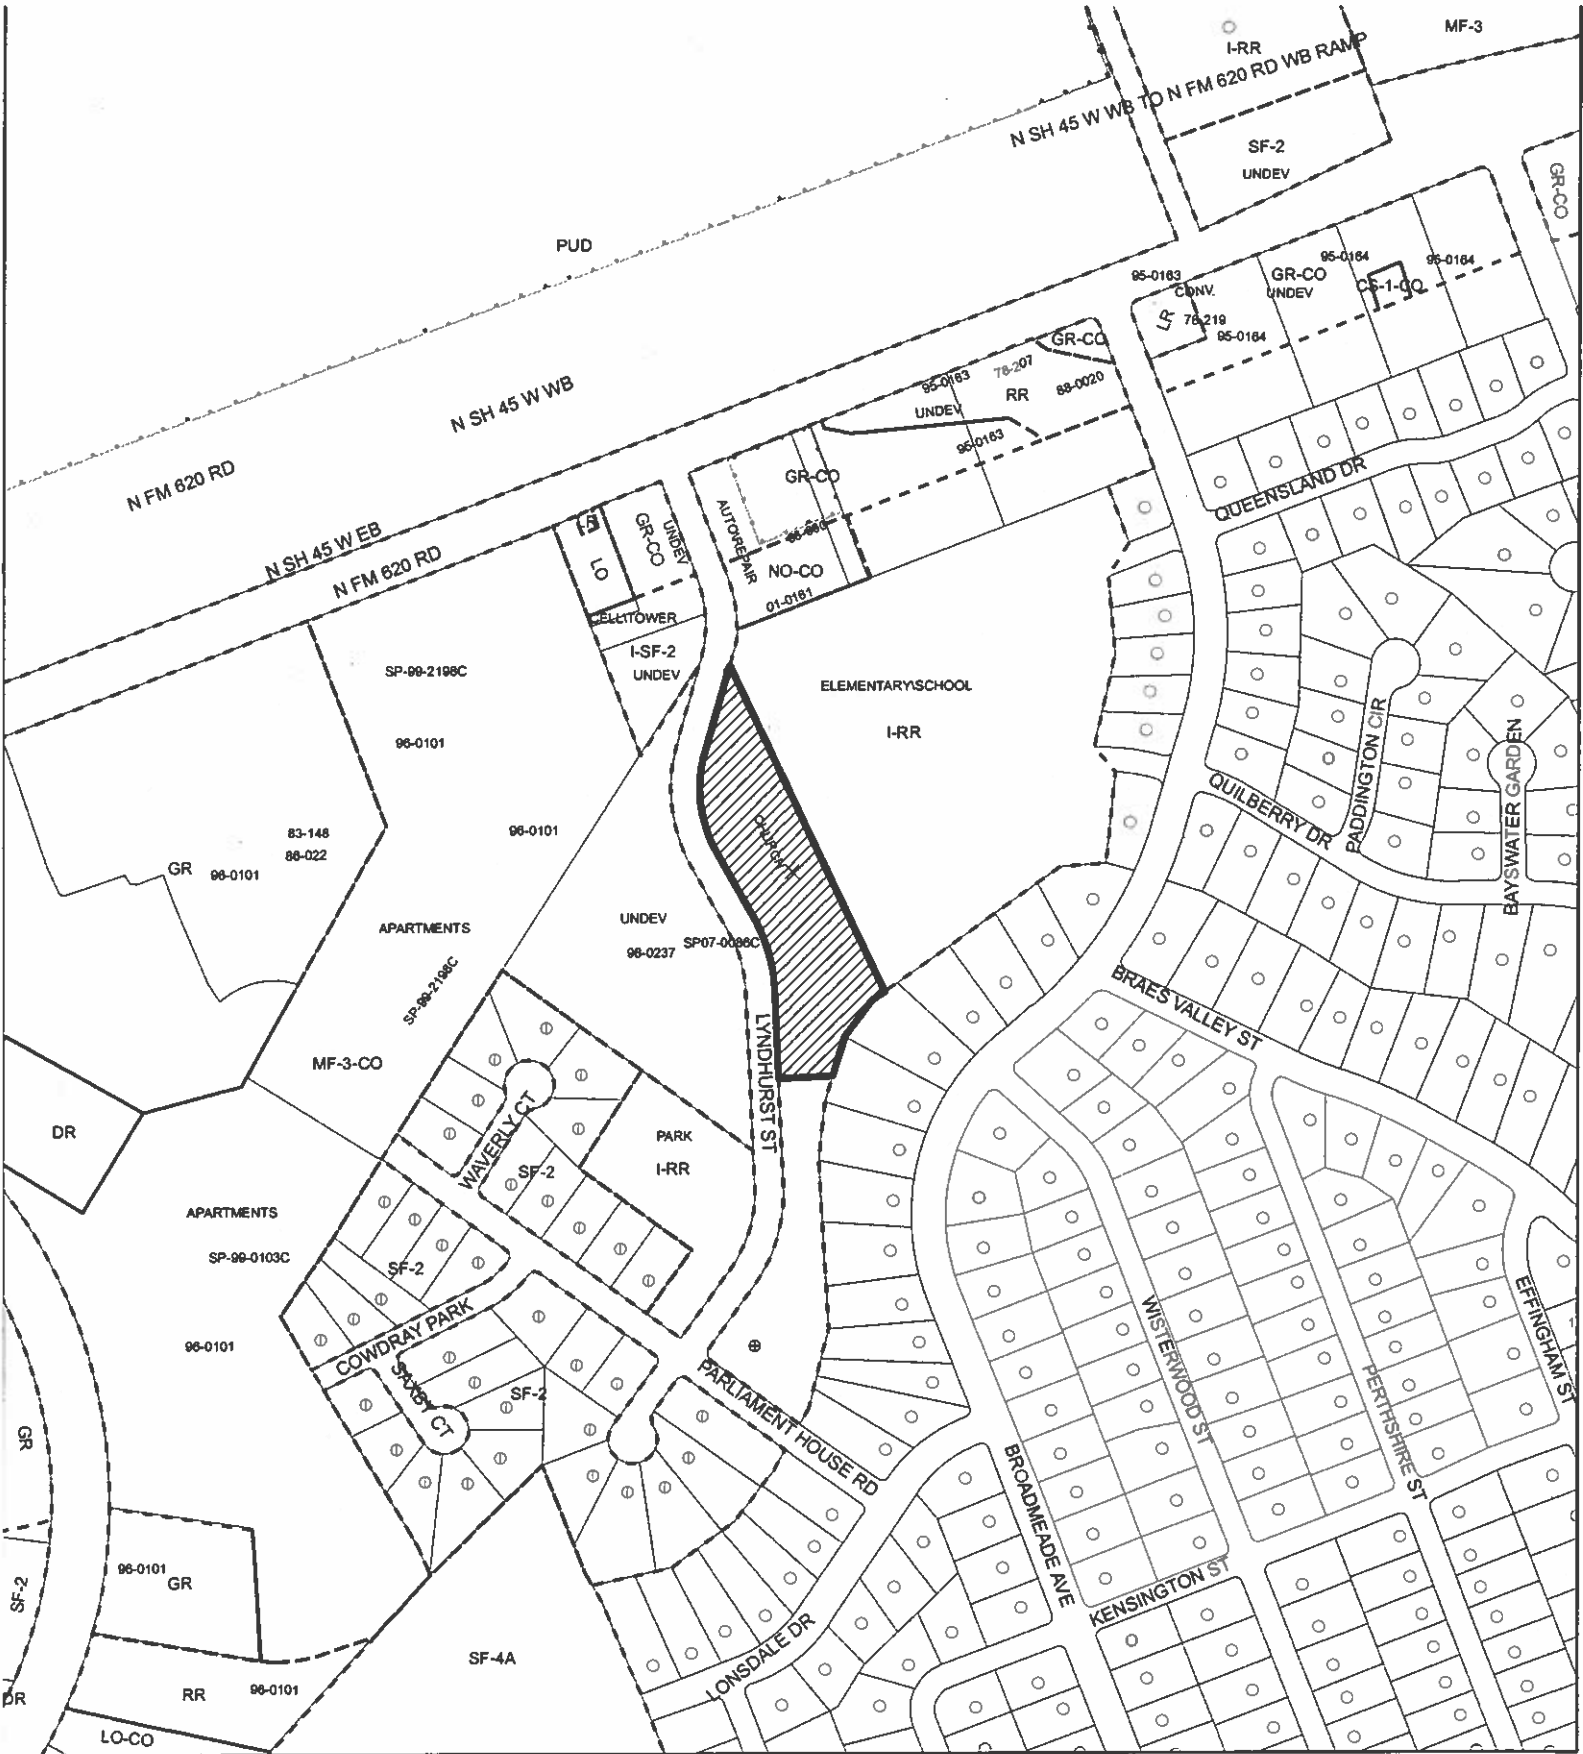 MF-3
I-RR
N SH 45 W WB TO N FM 620 RD WB RAMP
SF-2
UNDEV
GR-CO
PUD
95-0164
95-0164
95-0163
GR-CO
CONV.
UNDEV
CS-1-CO
LR
76-219
95-0164
GR-CO
78-207
95-0163
RR
88-0020
UNDEV
N SH 45 W WB
95-0163
N FM 620 RD
GR-CO
QUEENSLAND DR
AUTO\REPAIR
GR-CO
UNDEV
LO
N SH 45 W EB
N FM 620 RD
NO-CO
01-0161
CELL\TOWER
I-SF-2
UNDEV
SP-99-2198C
ELEMENTARY\SCHOOL
I-RR
96-0101
PADDINGTON CIR
BAYSWATER GARDEN
QUILBERRY DR
83-148
86-022
96-0101
GR
96-0101
CHURCH
UNDEV
APARTMENTS
98-0237
SP07-0086C
SP-99-2198C
BRAES VALLEY ST
MF-3-CO
LYNDHURST ST
WAVERLY CT
DR
PARK
I-RR
SF-2
APARTMENTS
SP-99-0103C
SF-2
COWDRAY PARK
96-0101
SAXBY CT
SF-2
PARLIAMENT HOUSE RD
WISTERWOOD ST
PERTHSHIRE ST
EFFINGHAM ST
GR
BROADMEADE AVE
96-0101
GR
SF-2
KENSINGTON ST
LONSDALE DR
SF-4A
RR
96-0101
DR
LO-CO